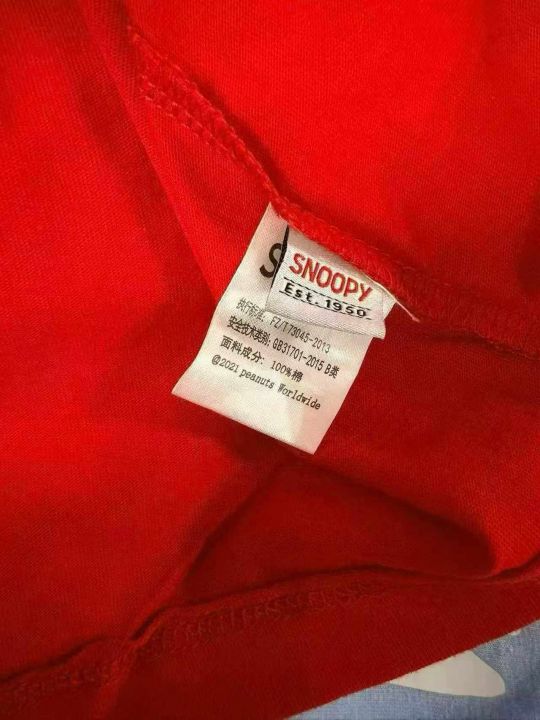 SNOOPY
Est. 1950
S
执行标准: FZ/T73045-2013
安全技术类别: GB31701-2015 B类
面料成分: 100%棉
@2021 peanuts Worldwide